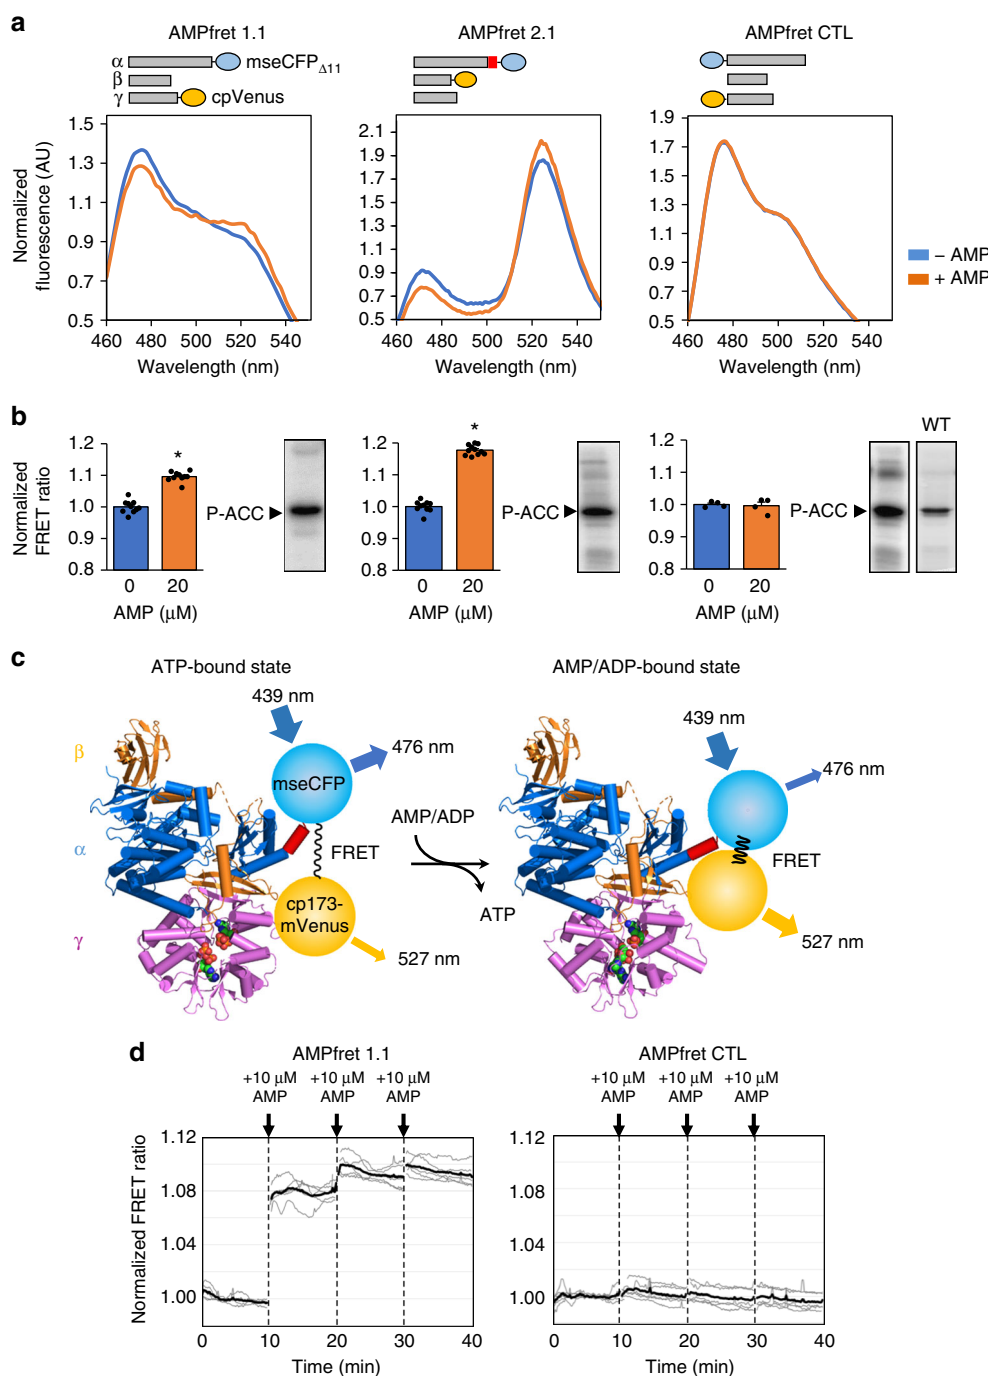 a
AMPfret 1.1
AMPfret 2.1
AMPfret CTL
α
mseCFPΔ11
β
γ
cpVenus
Normalized
fluorescence (AU)
1.5
1.3
1.1
0.9
0.7
0.5
460 480 500 520 540
Wavelength (nm)
2.1
1.9
1.7
1.5
1.3
1.1
0.9
0.7
0.5
460 480 500 520 540
Wavelength (nm)
1.9
1.7
1.5
1.3
1.1
0.9
0.7
0.5
460 480 500 520 540
Wavelength (nm)
– AMP
+ AMP
b
Normalized
FRET ratio
1.2
1.1
1.0
0.9
0.8
*
0 20
AMP (μM)
P-ACC
1.2
1.1
1.0
0.9
0.8
*
0 20
AMP (μM)
P-ACC
1.2
1.1
1.0
0.9
0.8
0 20
AMP (μM)
P-ACC
WT
c
ATP-bound state
AMP/ADP-bound state
439 nm
476 nm
mseCFP
β
α
γ
FRET
cp173-
mVenus
527 nm
AMP/ADP
ATP
439 nm
476 nm
FRET
527 nm
d
AMPfret 1.1
AMPfret CTL
+10 μM +10 μM +10 μM
AMP AMP AMP
+10 μM +10 μM +10 μM
AMP AMP AMP
Normalized FRET ratio
1.12
1.08
1.04
1.00
0 10 20 30 40
Time (min)
1.12
1.08
1.04
1.00
0 10 20 30 40
Time (min)